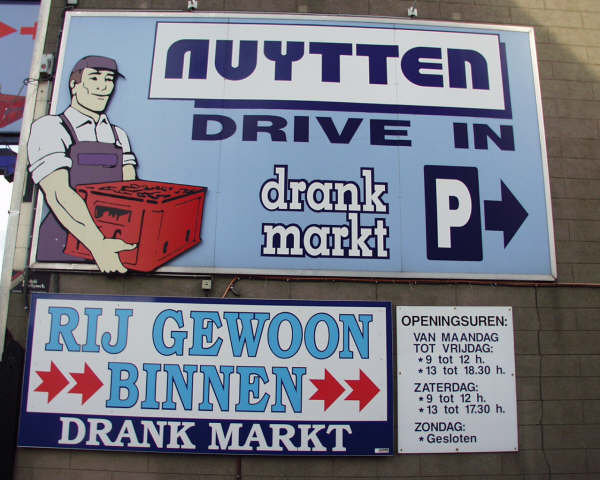 NUYTTEN
DRIVE IN
drank
markt
P
RIJ GEWOON
BINNEN
DRANK MARKT
OPENINGSUREN:
VAN MAANDAG
TOT VRIJDAG:
* 9 tot 12 h.
* 13 tot 18.30 h.
ZATERDAG:
* 9 tot 12 h.
* 13 tot 17.30 h.
ZONDAG:
* Gesloten